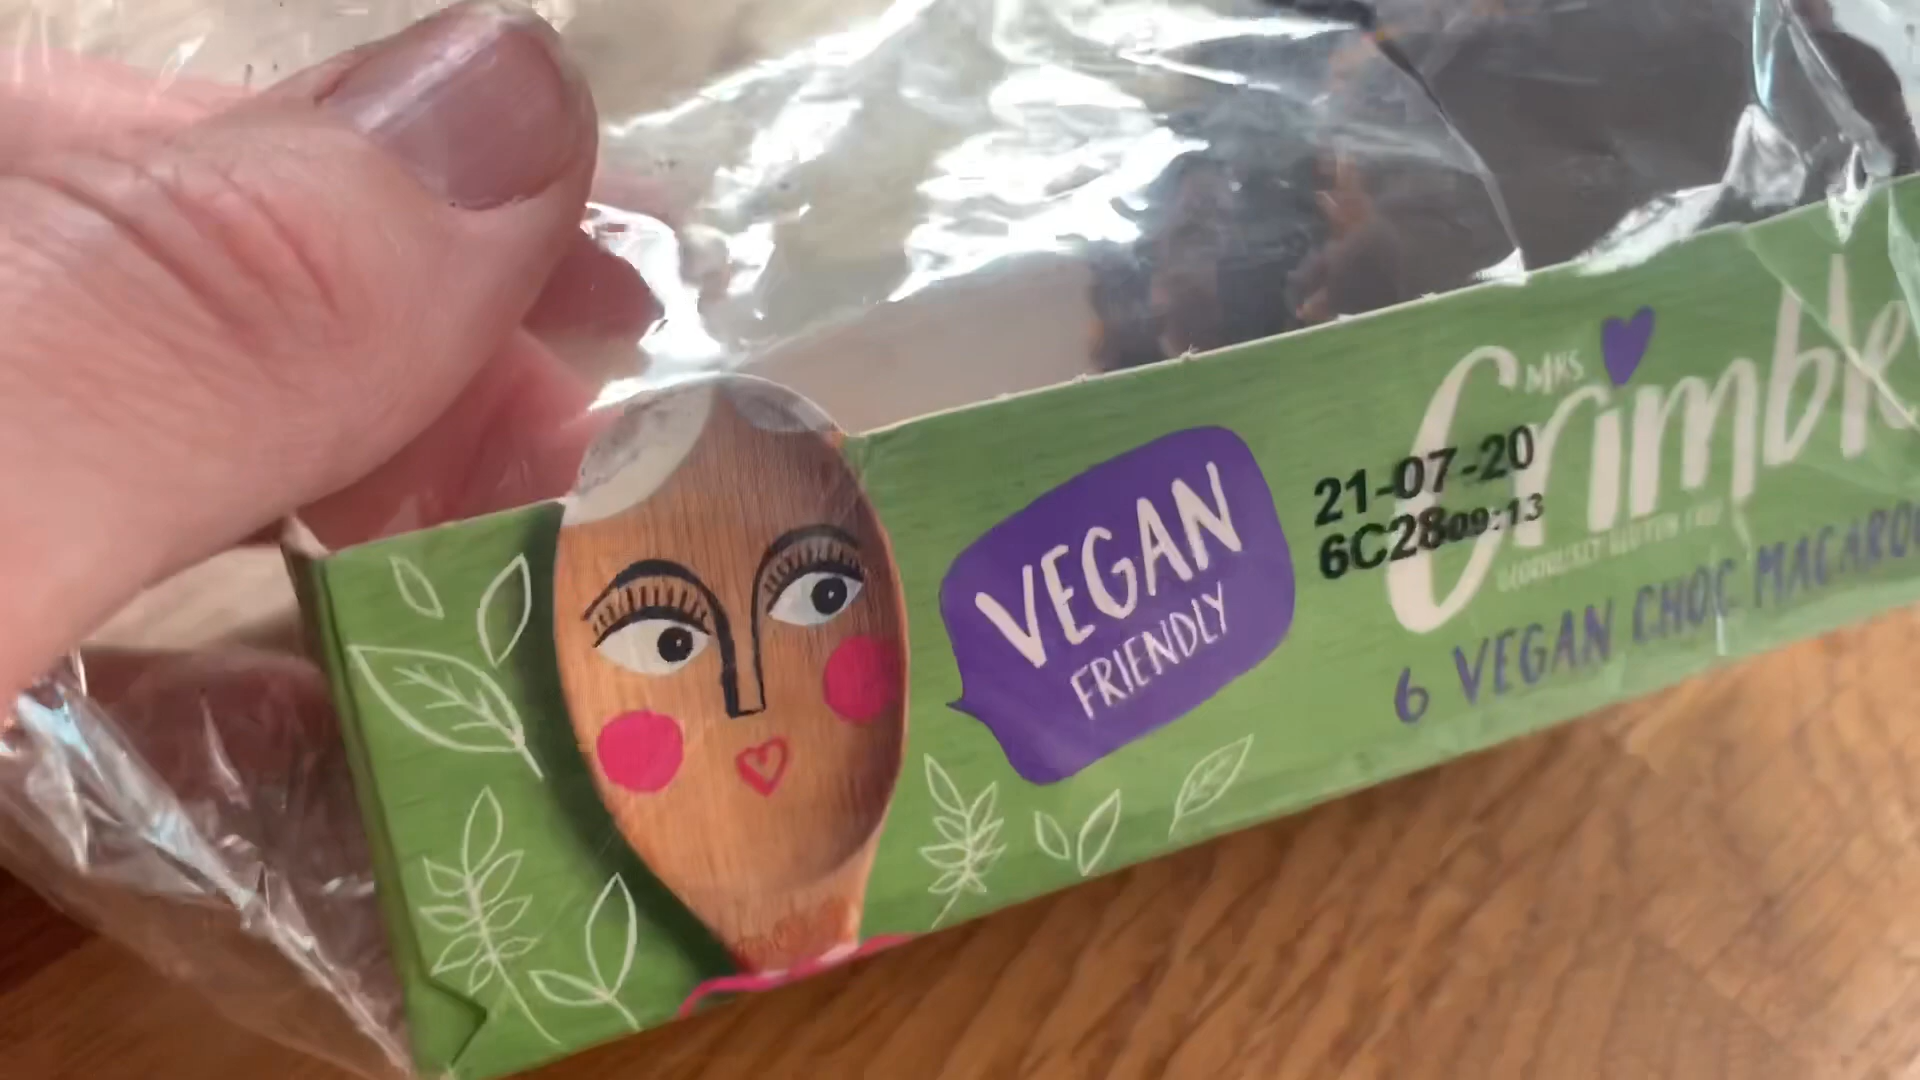 VEGAN
FRIENDLY
21-07-20
6C28 09:13
MRS
Crimble
6 VEGAN CHOC MACAROO